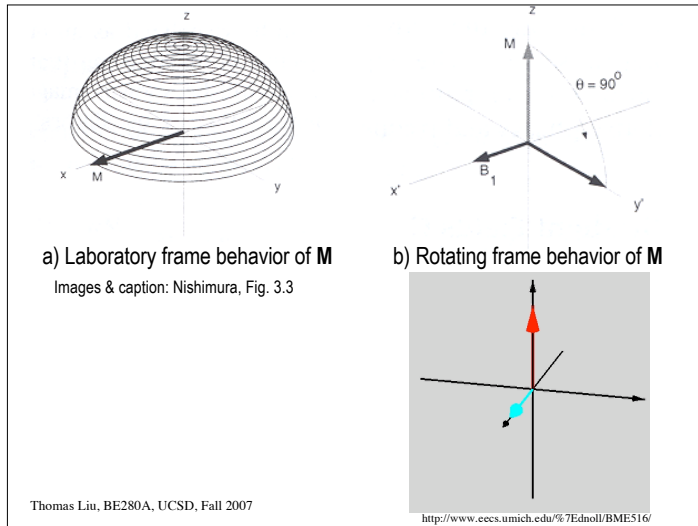 z
x
M
y
a) Laboratory frame behavior of M
Images & caption: Nishimura, Fig. 3.3
z
M
θ = 90°
B1
x'
y'
b) Rotating frame behavior of M
Thomas Liu, BE280A, UCSD, Fall 2007
http://www.eecs.umich.edu/%7Ednoll/BME516/